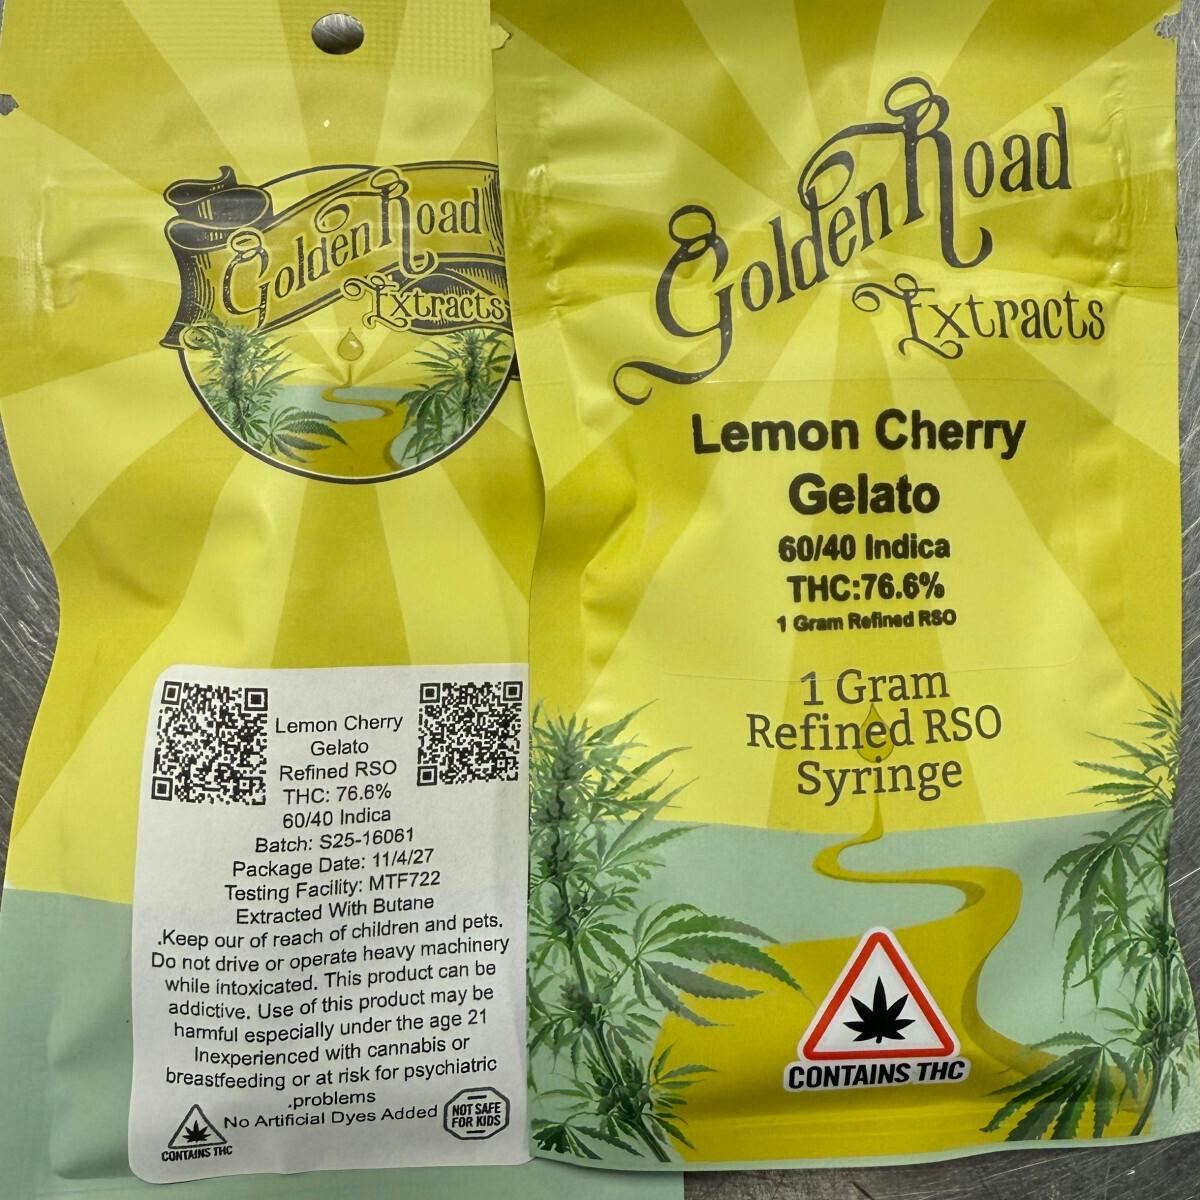 Golden Road
Extracts
Lemon Cherry
Gelato
Refined RSO
THC: 76.6%
60/40 Indica
Batch: S25-16061
Package Date: 11/4/27
Testing Facility: MTF722
Extracted With Butane
.Keep our of reach of children and pets.
Do not drive or operate heavy machinery
while intoxicated. This product can be
addictive. Use of this product may be
harmful especially under the age 21
Inexperienced with cannabis or
breastfeeding or at risk for psychiatric
.problems
No Artificial Dyes Added
CONTAINS THC
NOT SAFE
FOR KIDS
Golden Road
Extracts
Lemon Cherry
Gelato
60/40 Indica
THC:76.6%
1 Gram Refined RSO
1 Gram
Refined RSO
Syringe
CONTAINS THC